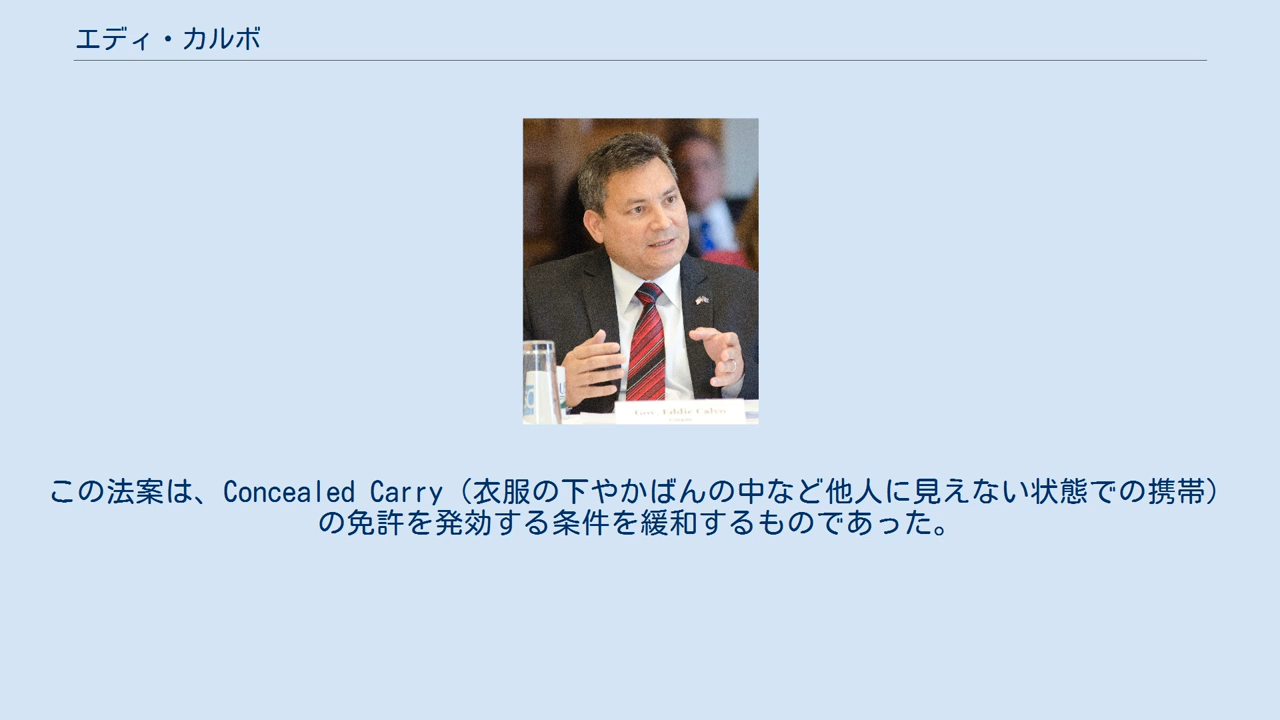 エディ・カルボ
Gov. Eddie Calvo
この法案は、Concealed Carry（衣服の下やかばんの中など他人に見えない状態での携帯）
の免許を発効する条件を緩和するものであった。